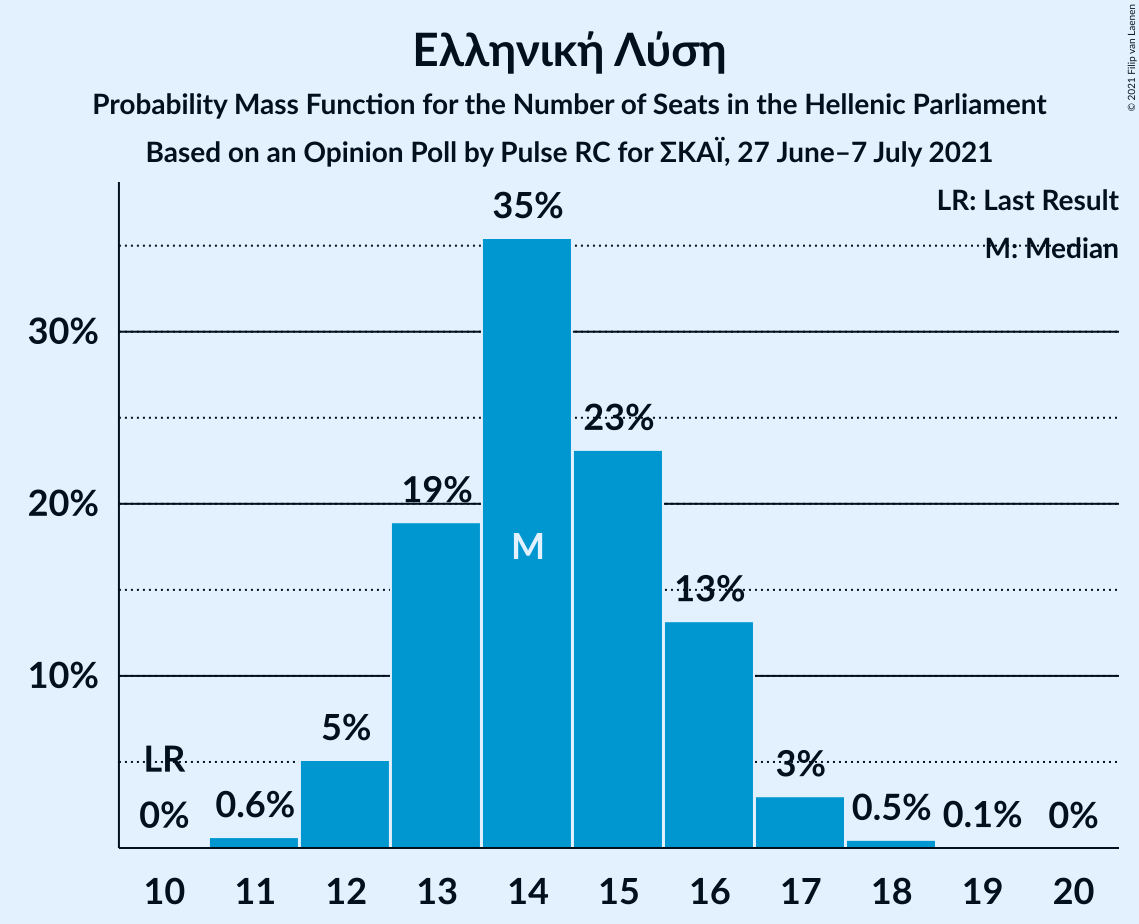 Ελληνική Λύση
Probability Mass Function for the Number of Seats in the Hellenic Parliament
Based on an Opinion Poll by Pulse RC for ΣΚΑΪ, 27 June–7 July 2021
© 2021 Filip van Laenen
LR: Last Result
M: Median
35%
30%
23%
20%
19%
M
13%
10%
5%
LR
3%
0%
0.6%
0.5%
0.1%
0%
10 11 12 13 14 15 16 17 18 19 20